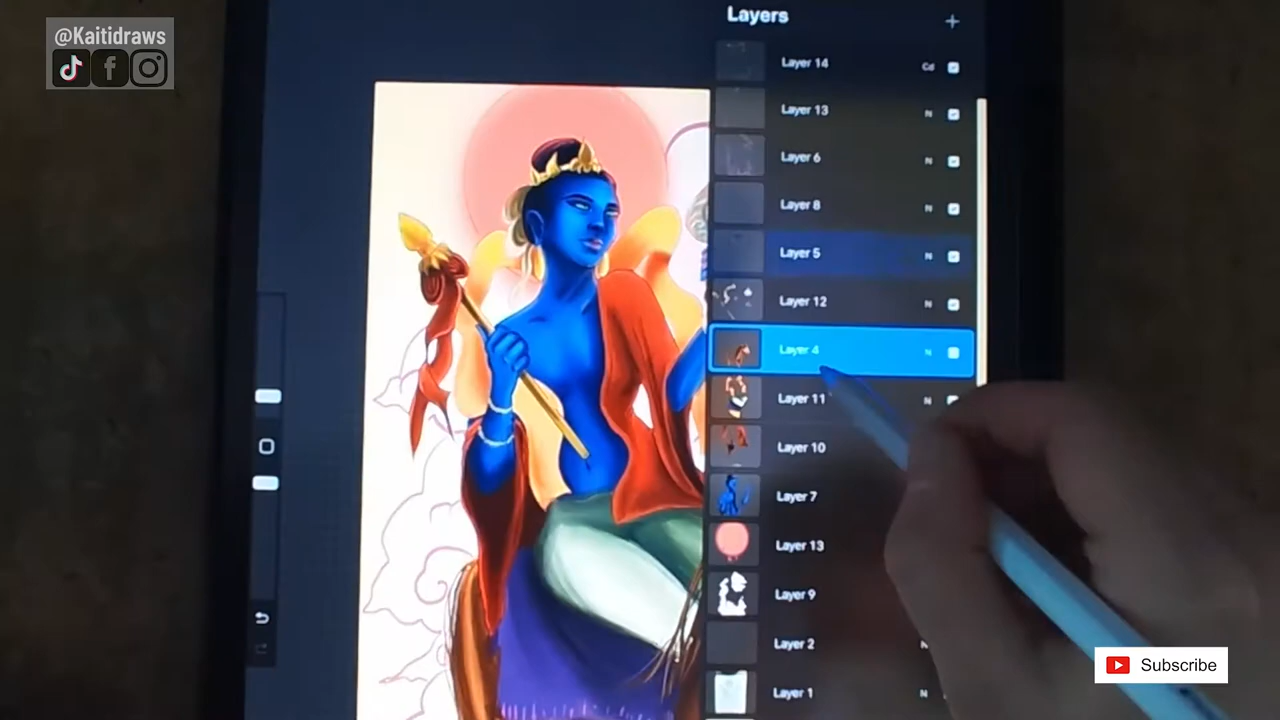 @Kaitidraws
Layers
Layer 14 Cd
Layer 13 N
Layer 6 N
Layer 8 N
Layer 5 N
Layer 12 N
Layer 4 N
Layer 11 N
Layer 10
Layer 7
Layer 13
Layer 9
Layer 2 N
Layer 1 N
Subscribe